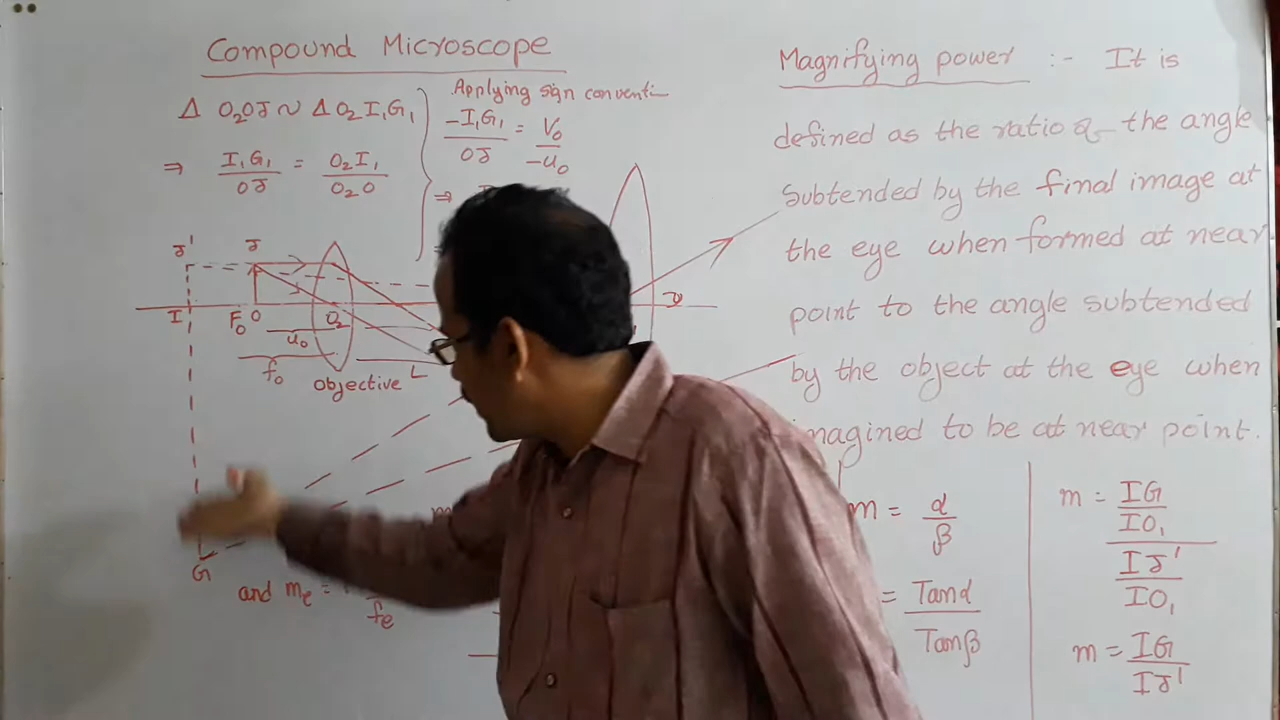 Compound Microscope
Δ O₂OJ ~ Δ O₂I₁G₁
⇒ I₁G₁/OJ = O₂I₁/O₂O
Applying sign conventi
-I₁G₁/OJ = V₀/-u₀
⇒
J'
J
I
F₀
O
O₂
u₀
f₀
L
objective
D
G
and mₑ =
fₑ
Magnifying power :- It is
defined as the ratio of the angle
Subtended by the final image at
the eye when formed at near
point to the angle subtended
by the object at the eye when
magined to be at near point.
m = α/β
= Tanα/Tanβ
m = IG/IO₁
IJ'/IO₁
m = IG/IJ'